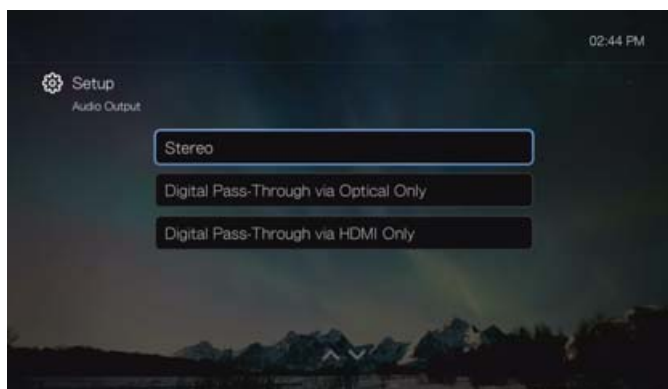 02:44 PM
Setup
Audio Output
Stereo
Digital Pass-Through via Optical Only
Digital Pass-Through via HDMI Only